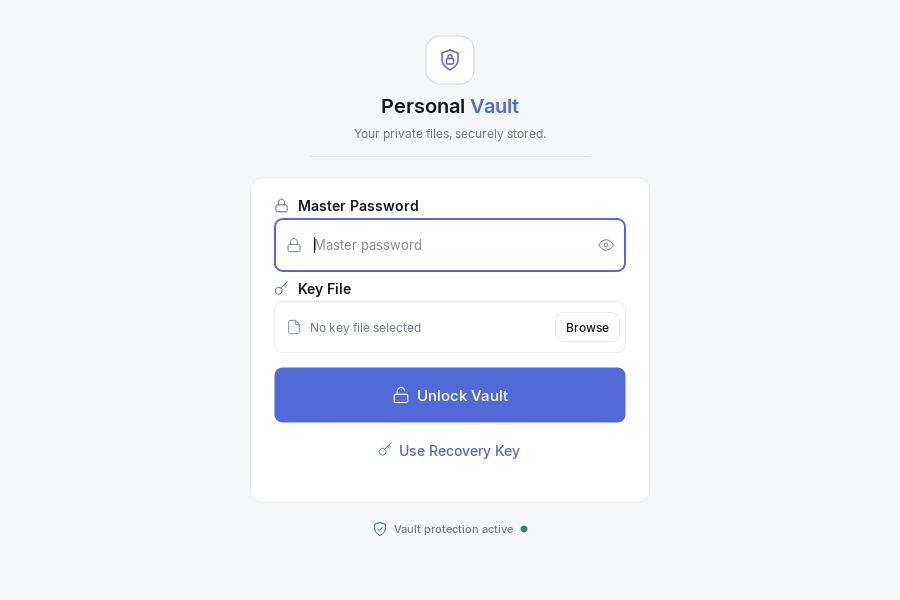 Personal Vault
Your private files, securely stored.
Master Password
Master password
Key File
No key file selected
Browse
Unlock Vault
Use Recovery Key
Vault protection active